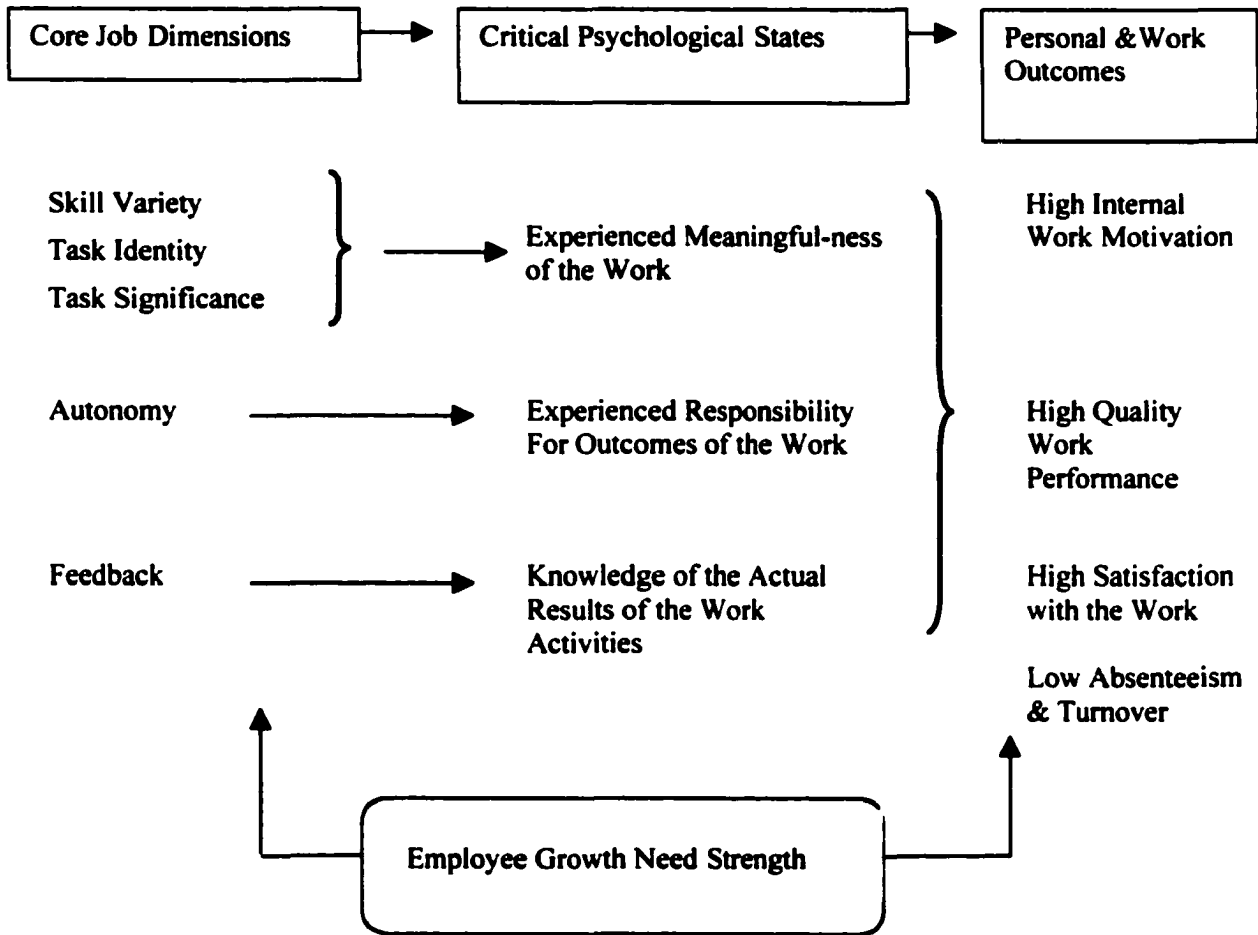 Core Job Dimensions
Critical Psychological States
Personal &Work
Outcomes
Skill Variety
Task Identity
Task Significance
Experienced Meaningful-ness
of the Work
High Internal
Work Motivation
Autonomy
Experienced Responsibility
For Outcomes of the Work
High Quality
Work
Performance
Feedback
Knowledge of the Actual
Results of the Work
Activities
High Satisfaction
with the Work
Low Absenteeism
& Turnover
Employee Growth Need Strength